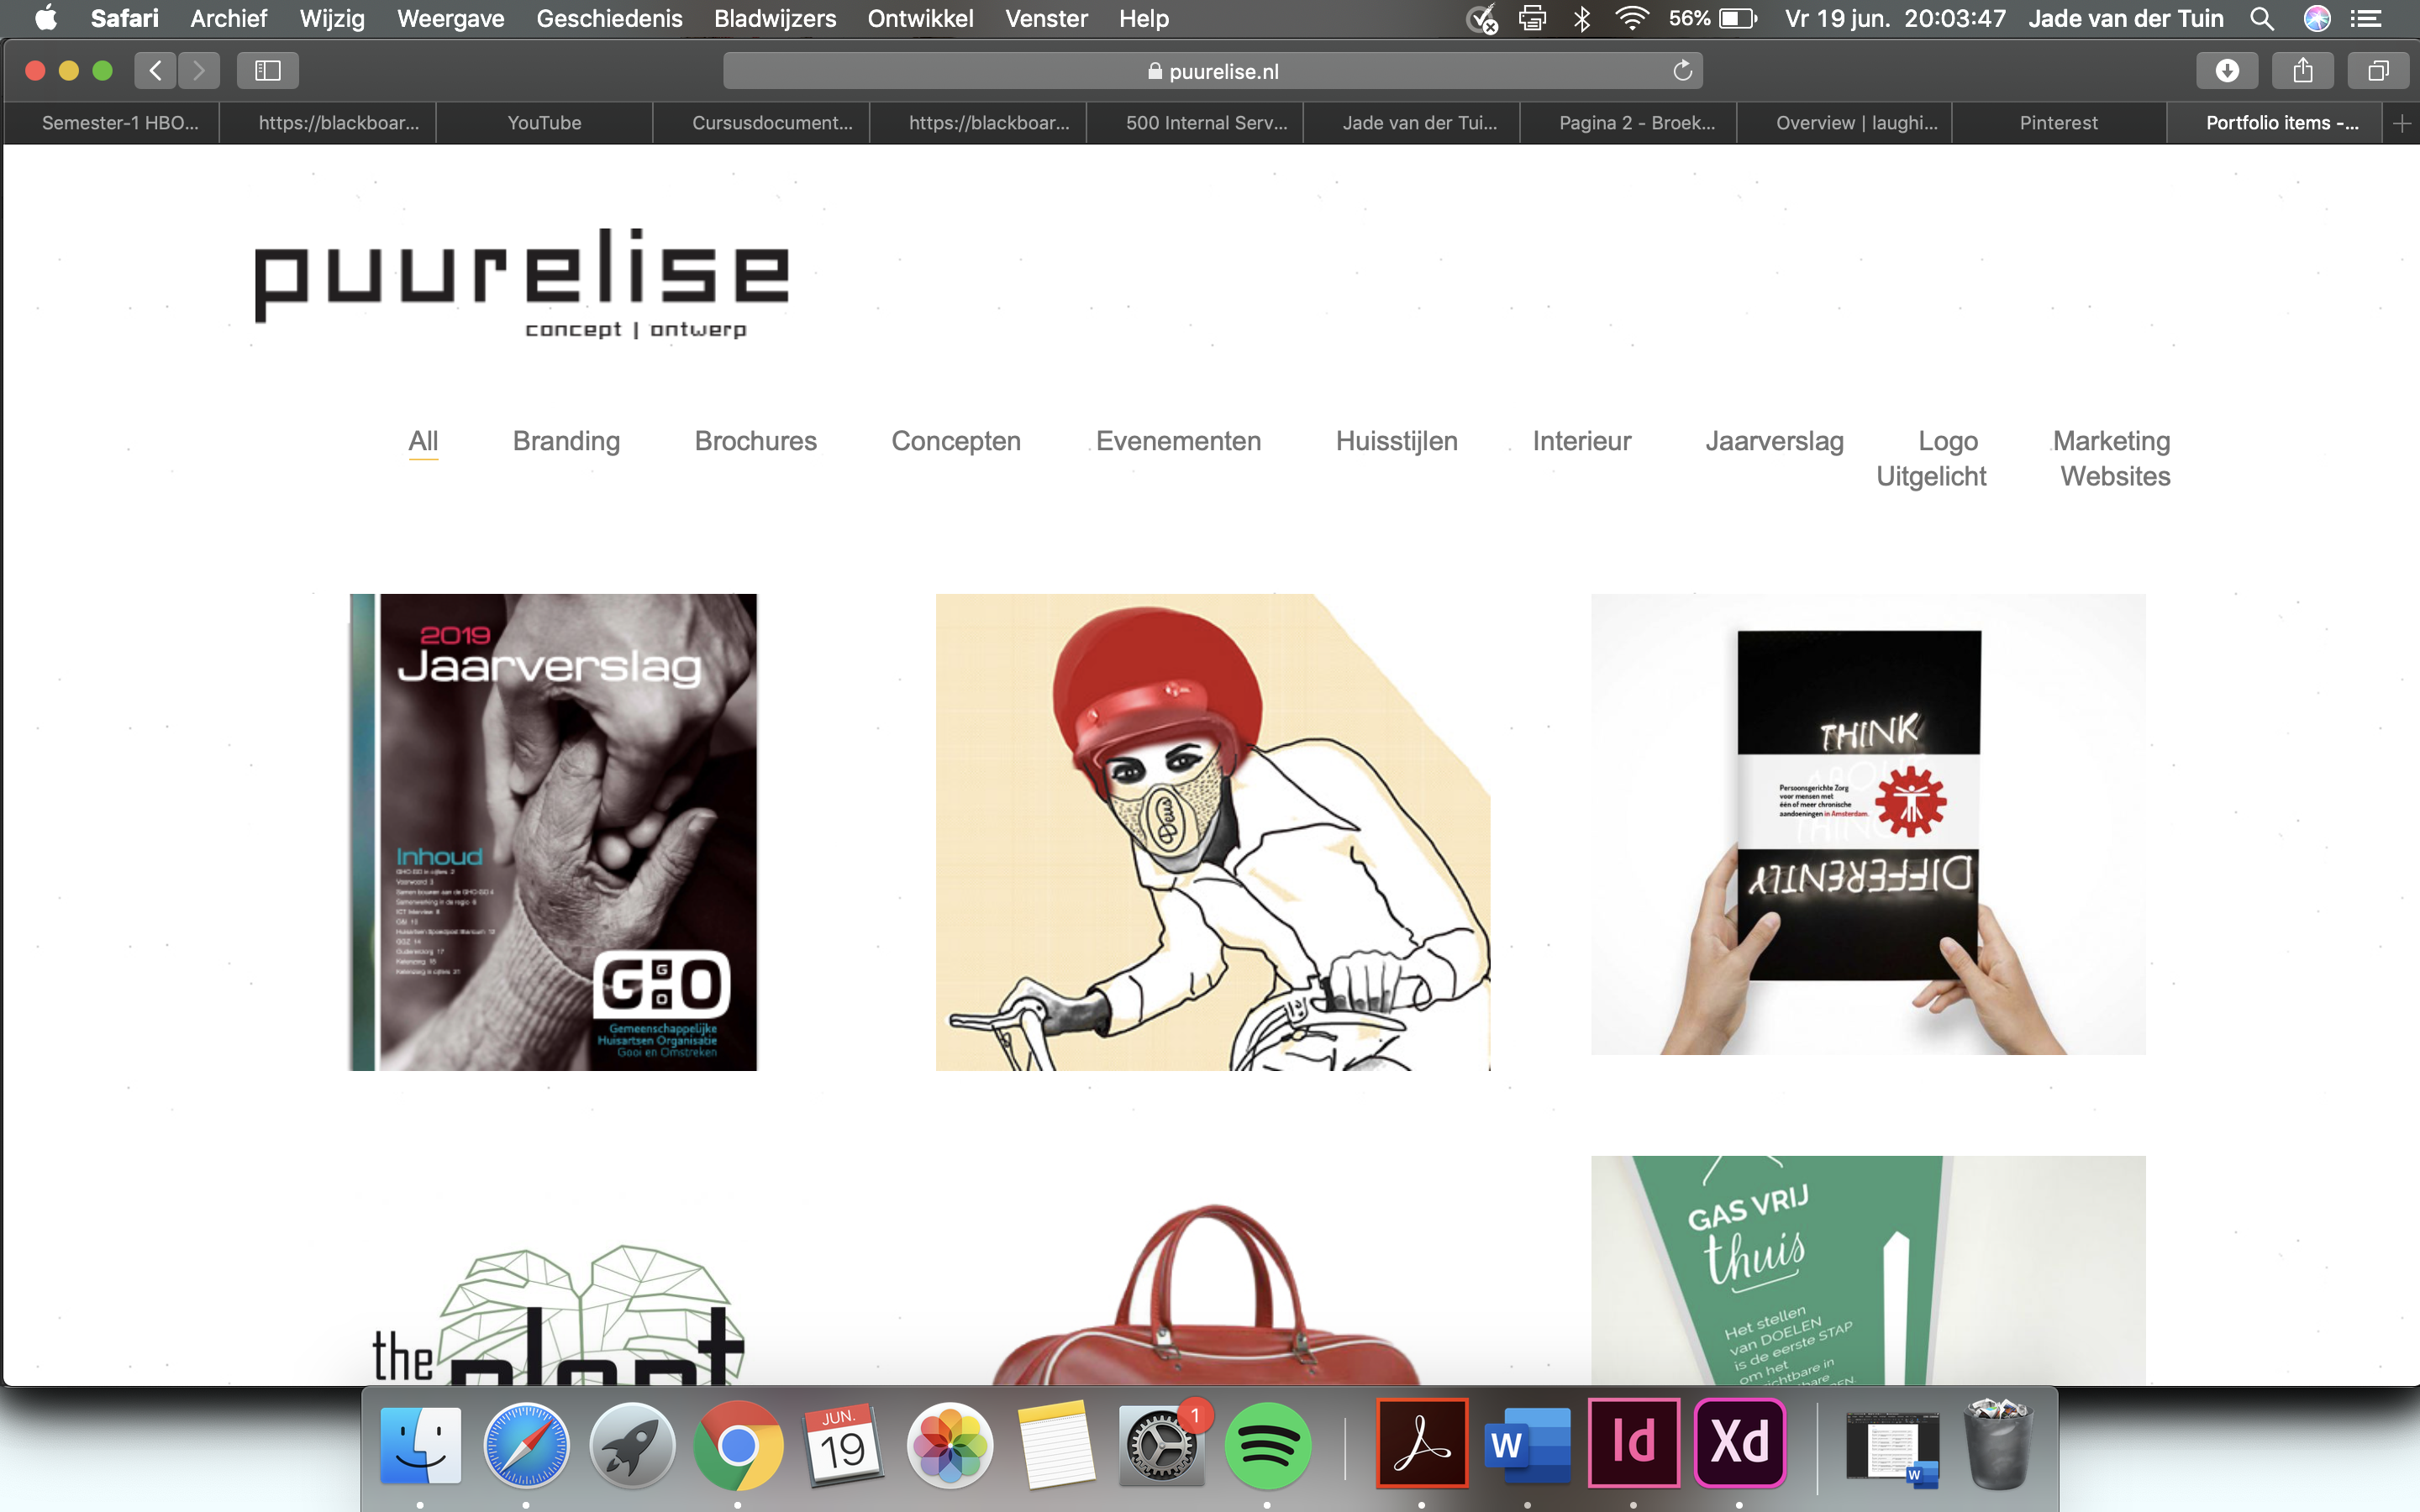 Safari Archief Wijzig Weergave Geschiedenis Bladwijzers Ontwikkel Venster Help 56% Vr 19 jun. 20:03:47 Jade van der Tuin
puurelise.nl
Semester-1 HBO... https://blackboar... YouTube Cursusdocument... https://blackboar... 500 Internal Serv... Jade van der Tui... Pagina 2 - Broek... Overview | laughi... Pinterest Portfolio items -...
puurelise
concept | ontwerp
All Branding Brochures Concepten Evenementen Huisstijlen Interieur Jaarverslag Logo Marketing
Uitgelicht Websites
2019
Jaarverslag
Inhoud
GGOO
Gemeenschappelijke
Huisartsen Organisatie
Gooi en Omstreken
Deus
THINK
ABOUT
Persoonsgerichte Zorg
voor mensen met
één of meer chronische
aandoeningen in Amsterdam.
THINGS
DIFFERENTLY
the plant
GAS VRIJ
thuis
Het stellen
van DOELEN
is de eerste STAP
om het
JUN.
19
1
W
Id
Xd
W